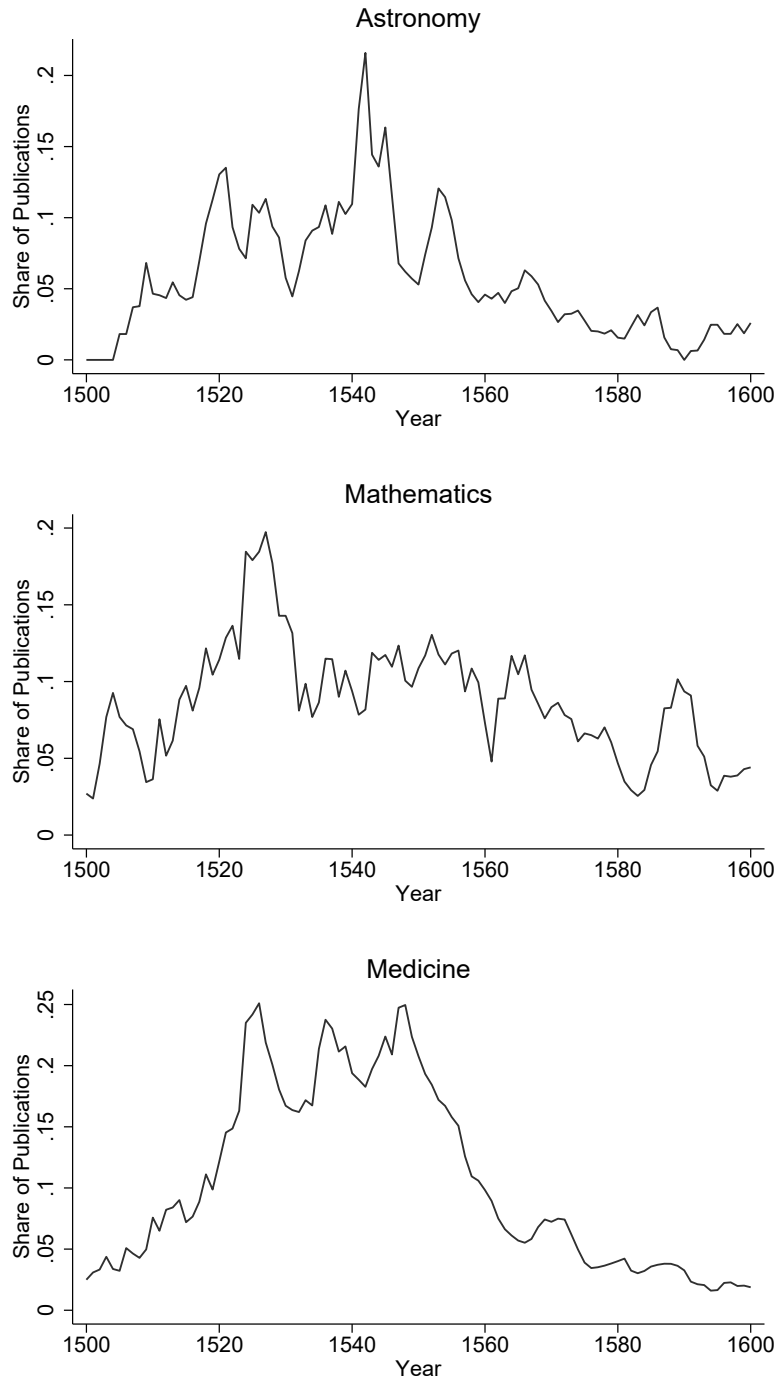 Astronomy
Share of Publications
.2
.15
.1
.05
0
1500 1520 1540 1560 1580 1600
Year
Mathematics
Share of Publications
.2
.15
.1
.05
0
1500 1520 1540 1560 1580 1600
Year
Medicine
Share of Publications
.25
.2
.15
.1
.05
0
1500 1520 1540 1560 1580 1600
Year